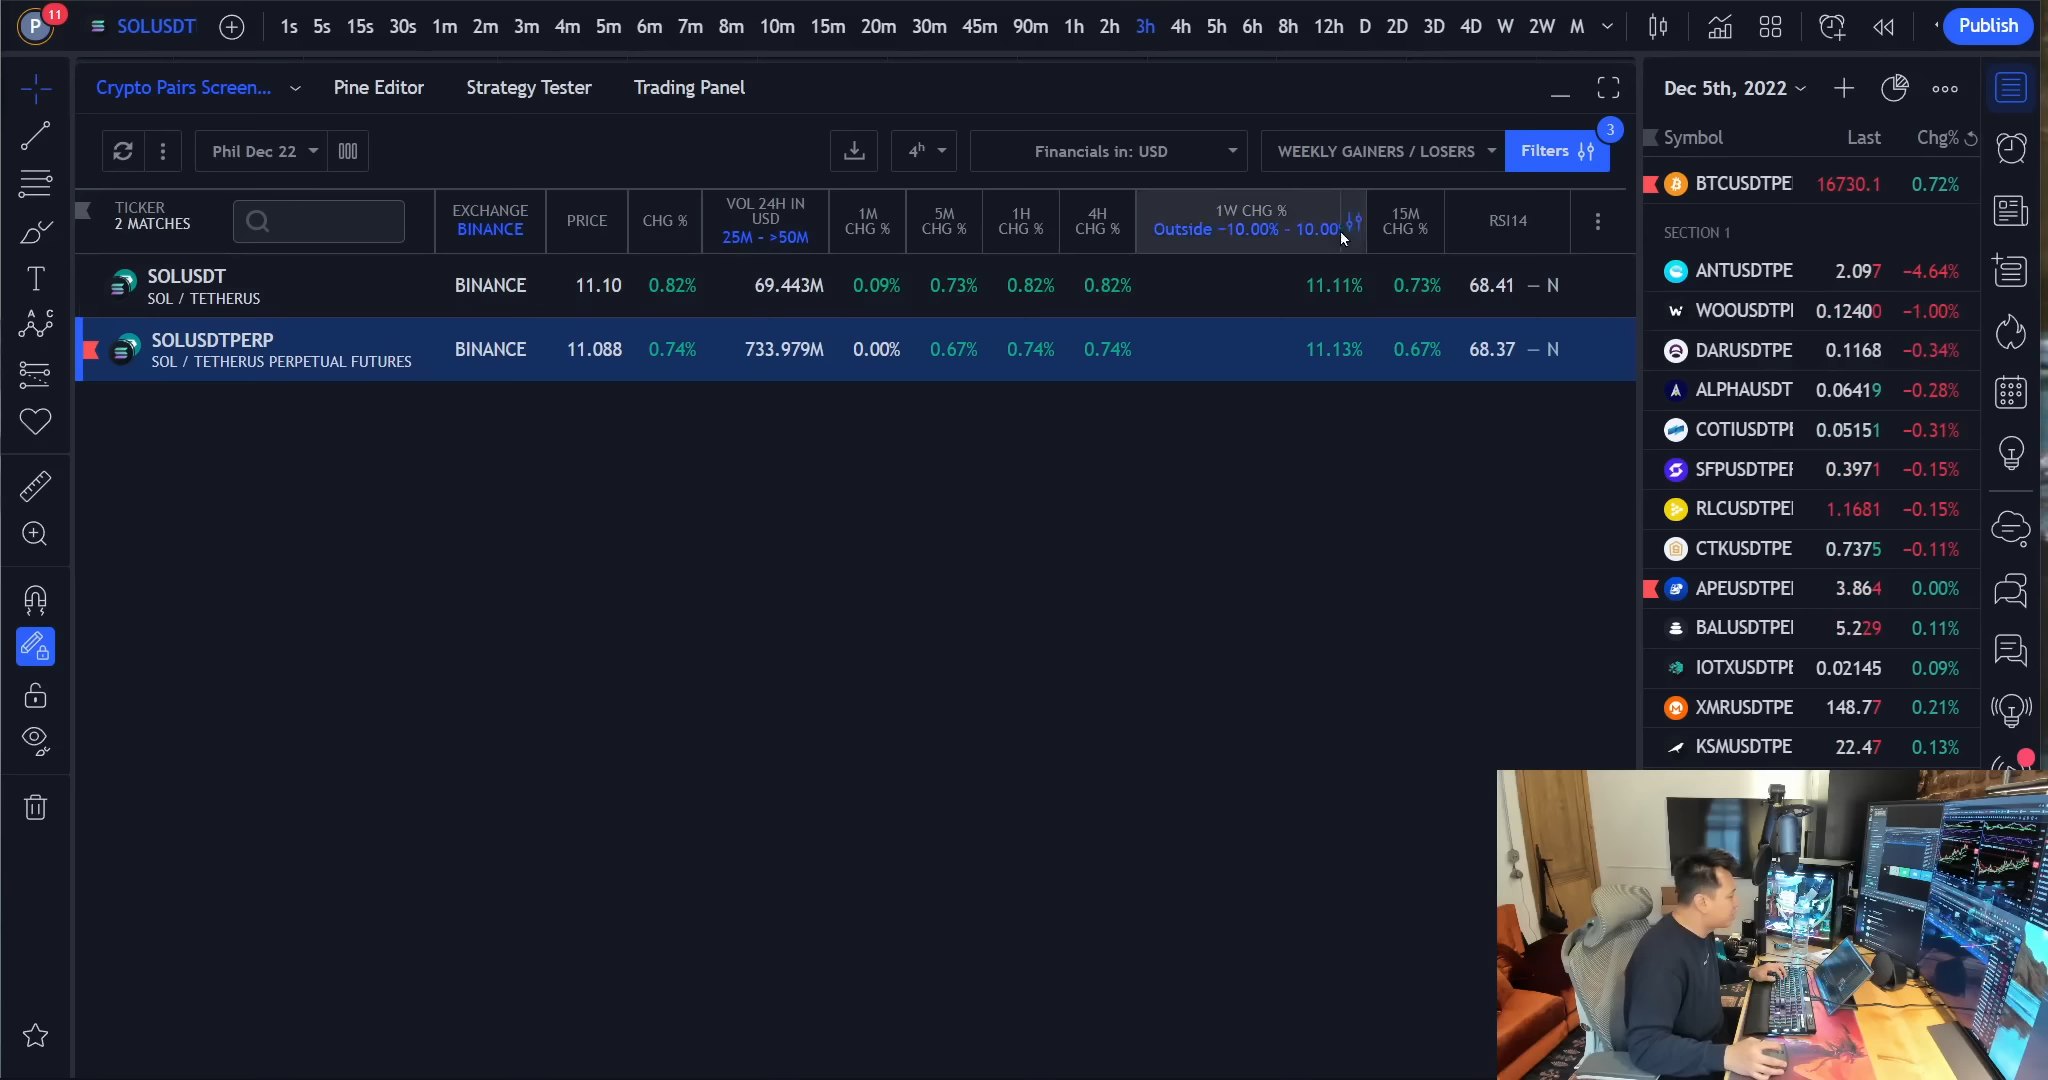 P 11 SOLUSDT 1s 5s 15s 30s 1m 2m 3m 4m 5m 6m 7m 8m 10m 15m 20m 30m 45m 90m 1h 2h 3h 4h 5h 6h 8h 12h D 2D 3D 4D W 2W M Publish
Crypto Pairs Screen... Pine Editor Strategy Tester Trading Panel
Phil Dec 22 4h Financials in: USD WEEKLY GAINERS / LOSERS Filters 3
TICKER
2 MATCHES
EXCHANGE
BINANCE
PRICE
CHG %
VOL 24H IN
USD
25M - >50M
1M
CHG %
5M
CHG %
1H
CHG %
4H
CHG %
1W CHG %
Outside −10.00% - 10.00
15M
CHG %
RSI14
SOLUSDT BINANCE 11.10 0.82% 69.443M 0.09% 0.73% 0.82% 0.82% 11.11% 0.73% 68.41 — N
SOL / TETHERUS
SOLUSDTPERP BINANCE 11.088 0.74% 733.979M 0.00% 0.67% 0.74% 0.74% 11.13% 0.67% 68.37 — N
SOL / TETHERUS PERPETUAL FUTURES
Dec 5th, 2022
Symbol Last Chg%
BTCUSDTPE 16730.1 0.72%
SECTION 1
ANTUSDTPE 2.097 −4.64%
WOOUSDTP 0.12400 −1.00%
DARUSDTPE 0.1168 −0.34%
ALPHAUSDT 0.06419 −0.28%
COTIUSDTP 0.05151 −0.31%
SFPUSDTPE 0.3971 −0.15%
RLCUSDTPE 1.1681 −0.15%
CTKUSDTPE 0.7375 −0.11%
APEUSDTPE 3.864 0.00%
BALUSDTPE 5.229 0.11%
IOTXUSDTP 0.02145 0.09%
XMRUSDTPE 148.77 0.21%
KSMUSDTPE 22.47 0.13%